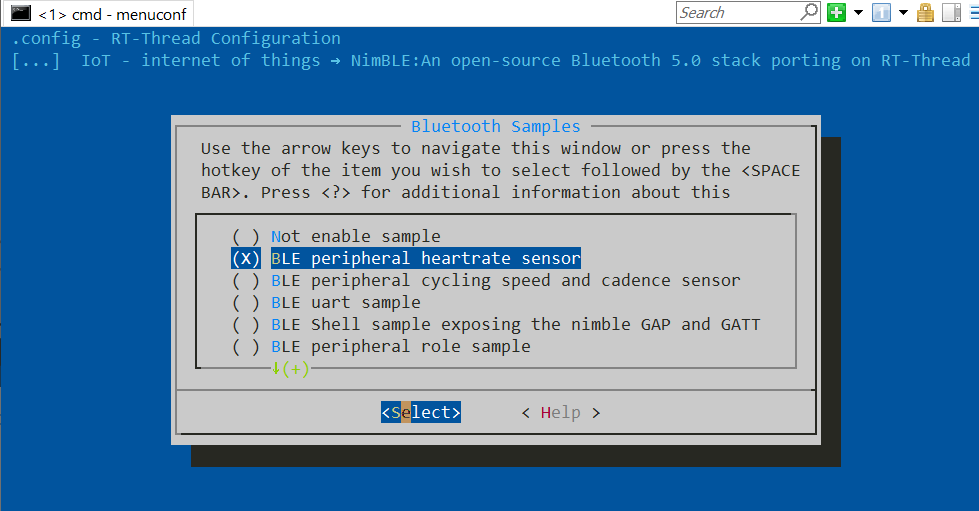 <1> cmd - menuconf
Search
.config - RT-Thread Configuration
[...] IoT - internet of things → NimBLE:An open-source Bluetooth 5.0 stack porting on RT-Thread
Bluetooth Samples
Use the arrow keys to navigate this window or press the
hotkey of the item you wish to select followed by the <SPACE
BAR>. Press <?> for additional information about this
( ) Not enable sample
(X) BLE peripheral heartrate sensor
( ) BLE peripheral cycling speed and cadence sensor
( ) BLE uart sample
( ) BLE Shell sample exposing the nimble GAP and GATT
( ) BLE peripheral role sample
↓(+)
<Select> < Help >